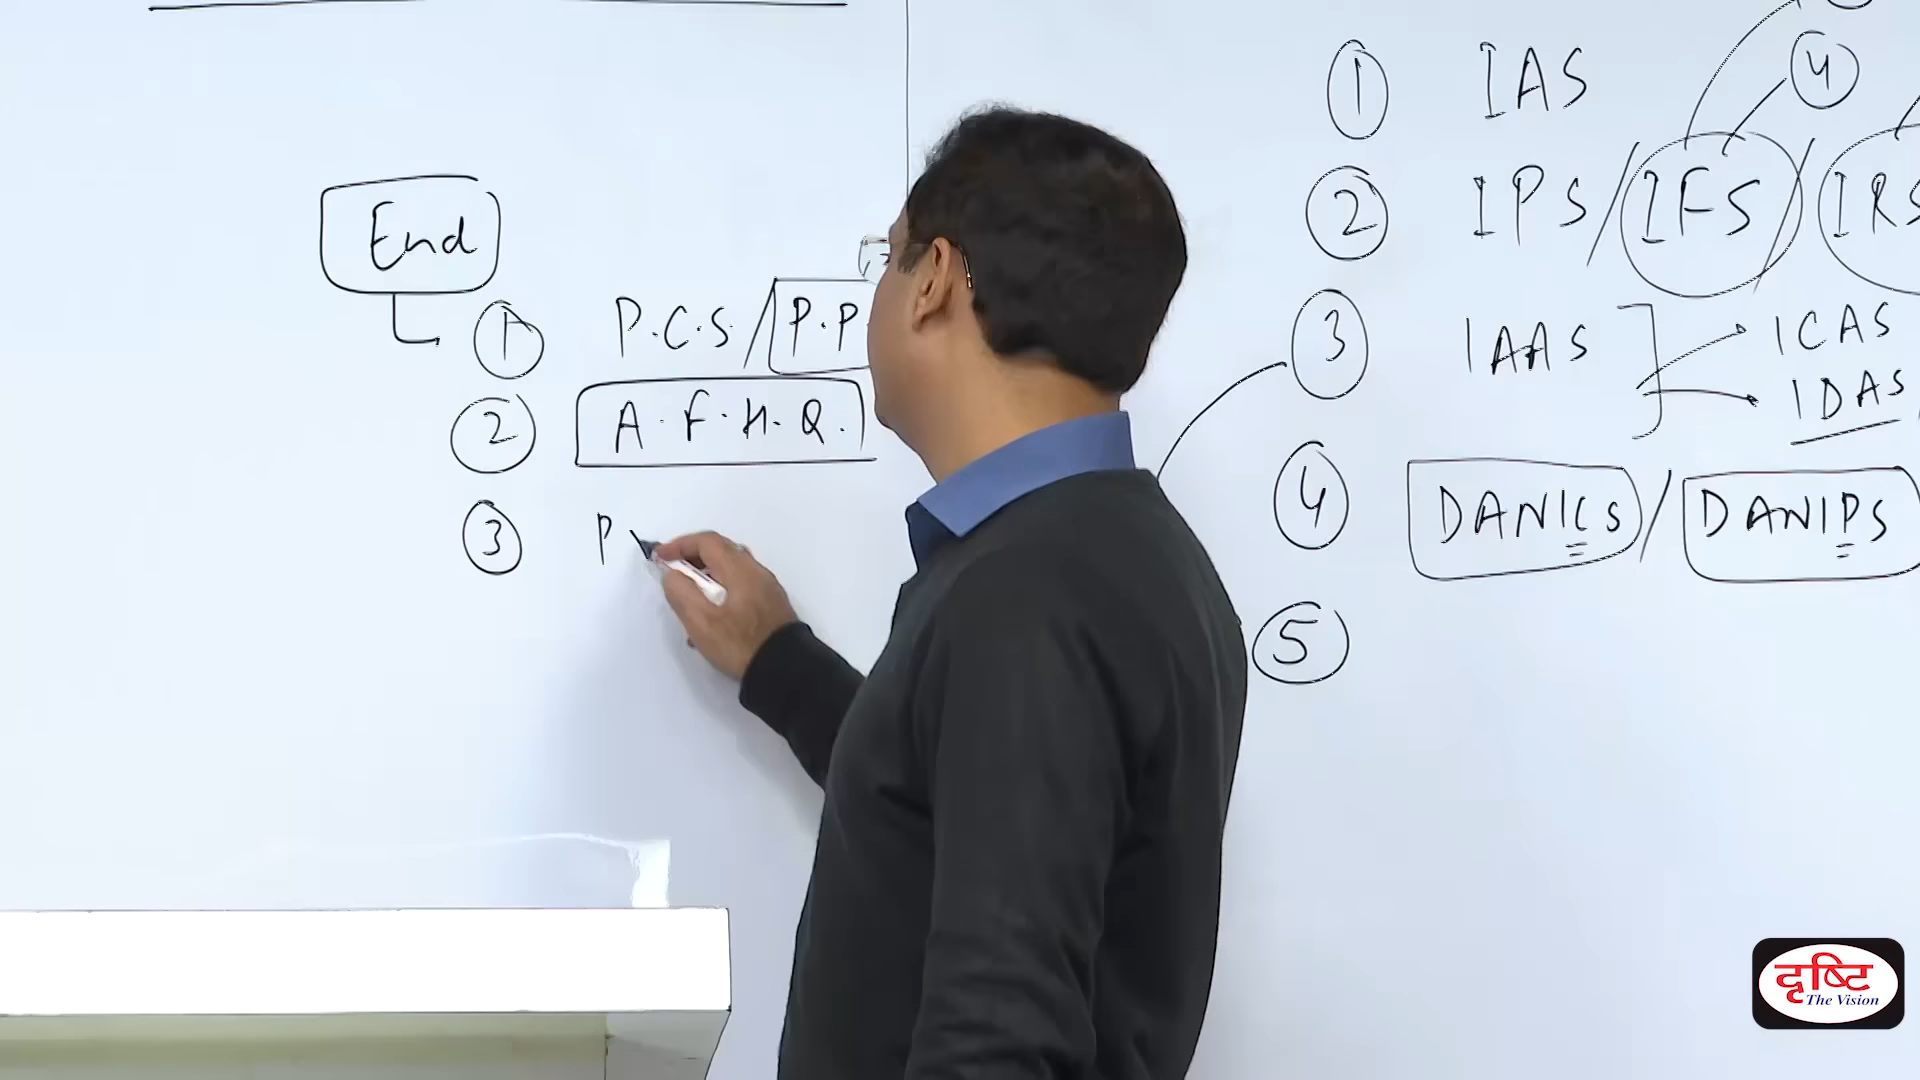 End
① P.C.S / P.P
② A.F.H.Q.
③ P
① IAS
④
② IPS / IFS / IRS
③ IAAS
ICAS
IDAS
④ DANICS / DANIPS
⑤
दृष्टि
The Vision